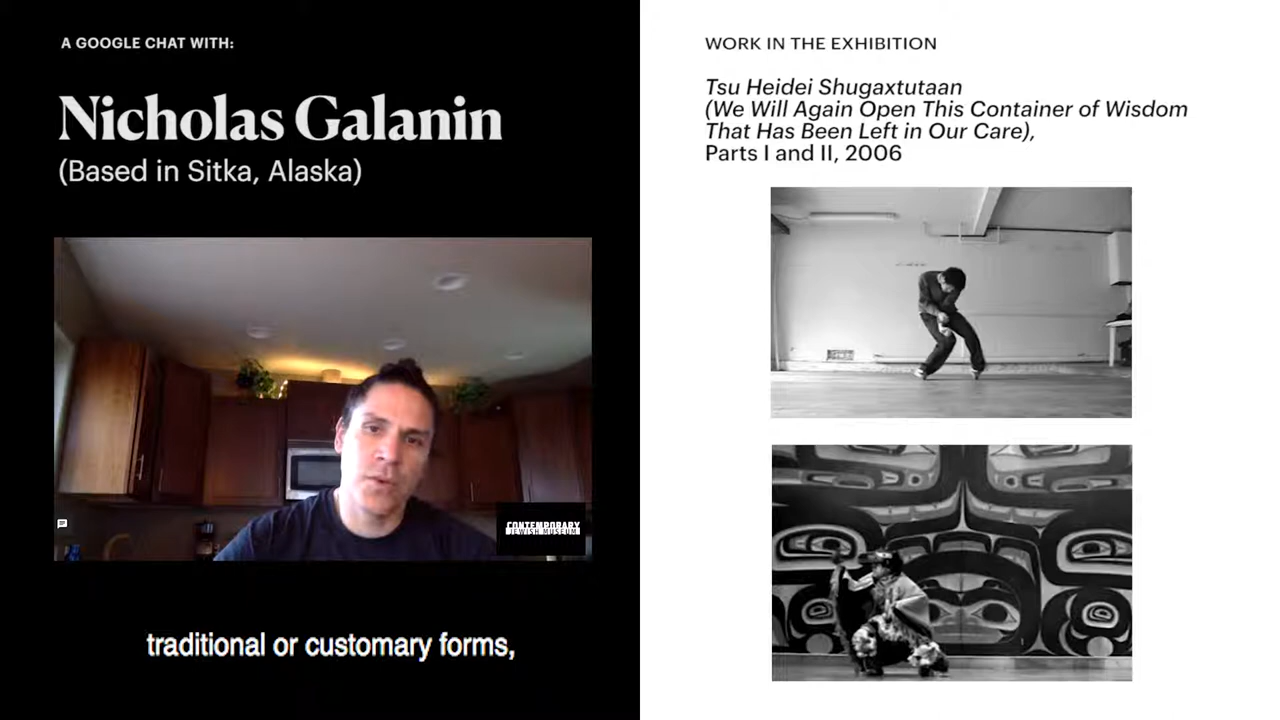 A GOOGLE CHAT WITH:
Nicholas Galanin
(Based in Sitka, Alaska)
CONTEMPORARY
JEWISH MUSEUM
traditional or customary forms,
WORK IN THE EXHIBITION
Tsu Heidei Shugaxtutaan
(We Will Again Open This Container of Wisdom
That Has Been Left in Our Care),
Parts I and II, 2006